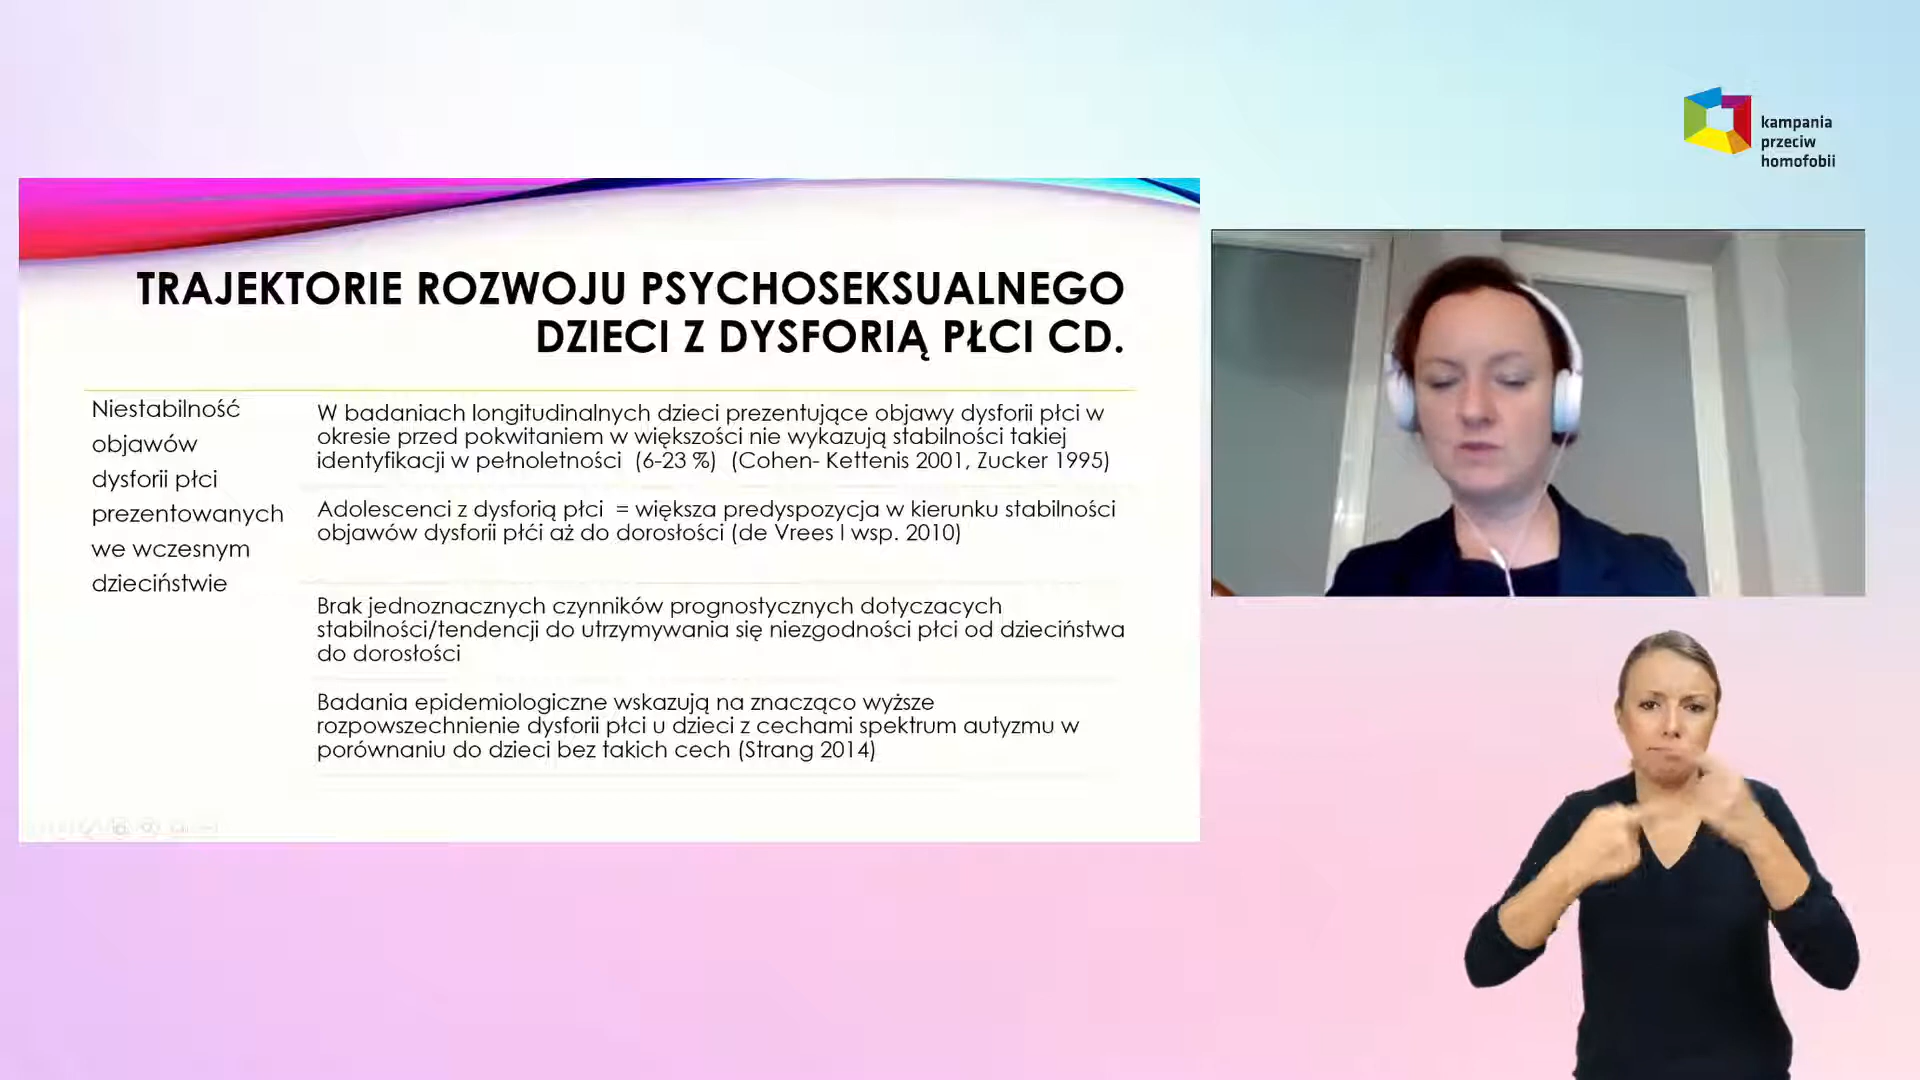 kampania
przeciw
homofobii
TRAJEKTORIE ROZWOJU PSYCHOSEKSUALNEGO
DZIECI Z DYSFORIĄ PŁCI CD.
Niestabilność
objawów
dysforii płci
prezentowanych
we wczesnym
dzieciństwie
W badaniach longitudinalnych dzieci prezentujące objawy dysforii płci w
okresie przed pokwitaniem w większości nie wykazują stabilności takiej
identyfikacji w pełnoletności (6-23 %) (Cohen- Kettenis 2001, Zucker 1995)
Adolescenci z dysforią płci = większa predyspozycja w kierunku stabilności
objawów dysforii płći aż do dorosłości (de Vrees I wsp. 2010)
Brak jednoznacznych czynników prognostycznych dotyczacych
stabilności/tendencji do utrzymywania się niezgodności płci od dzieciństwa
do dorosłości
Badania epidemiologiczne wskazują na znacząco wyższe
rozpowszechnienie dysforii płci u dzieci z cechami spektrum autyzmu w
porównaniu do dzieci bez takich cech (Strang 2014)